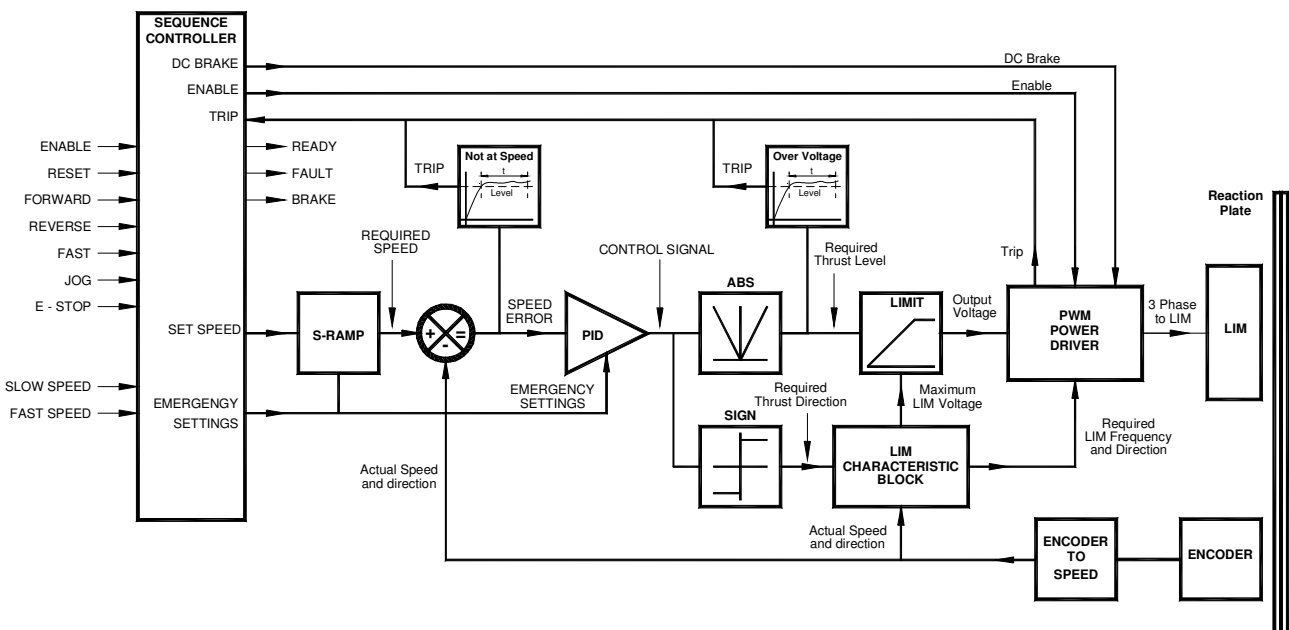 SEQUENCE
CONTROLLER
DC BRAKE
ENABLE
TRIP
DC Brake
Enable
ENABLE
RESET
FORWARD
REVERSE
FAST
JOG
E - STOP
SLOW SPEED
FAST SPEED
READY
FAULT
BRAKE
SET SPEED
EMERGENGY
SETTINGS
S-RAMP
REQUIRED
SPEED
+
=
-
TRIP
Not at Speed
t
Level
SPEED
ERROR
PID
EMERGENCY
SETTINGS
CONTROL SIGNAL
TRIP
Over Voltage
t
Level
ABS
Required
Thrust Level
LIMIT
Output
Voltage
Trip
PWM
POWER
DRIVER
3 Phase
to LIM
LIM
Reaction
Plate
SIGN
Required
Thrust Direction
Maximum
LIM Voltage
LIM
CHARACTERISTIC
BLOCK
Required
LIM Frequency
and Direction
Actual Speed
and direction
Actual Speed
and direction
ENCODER
TO
SPEED
ENCODER